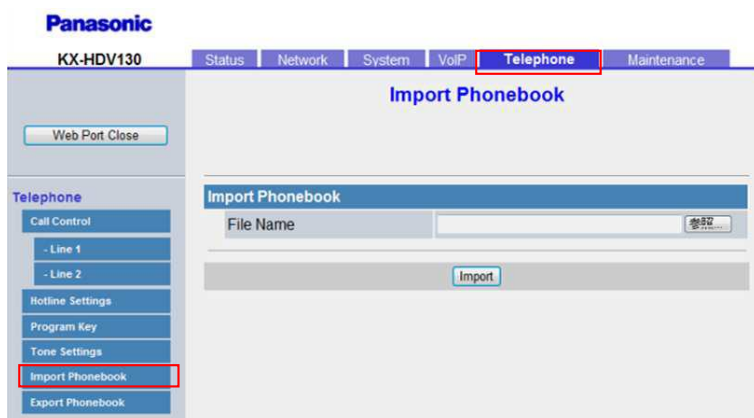 Panasonic
KX-HDV130
Status Network System VoIP Telephone Maintenance
Import Phonebook
Web Port Close
Telephone
Call Control
- Line 1
- Line 2
Hotline Settings
Program Key
Tone Settings
Import Phonebook
Export Phonebook
Import Phonebook
File Name 参照...
Import